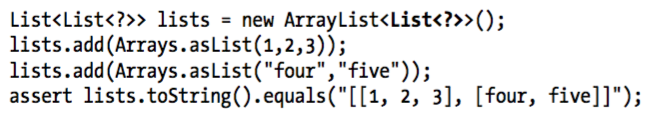 List<List<?>> lists = new ArrayList<List<?>>();
lists.add(Arrays.asList(1,2,3));
lists.add(Arrays.asList("four","five"));
assert lists.toString().equals("[[1, 2, 3], [four, five]]");